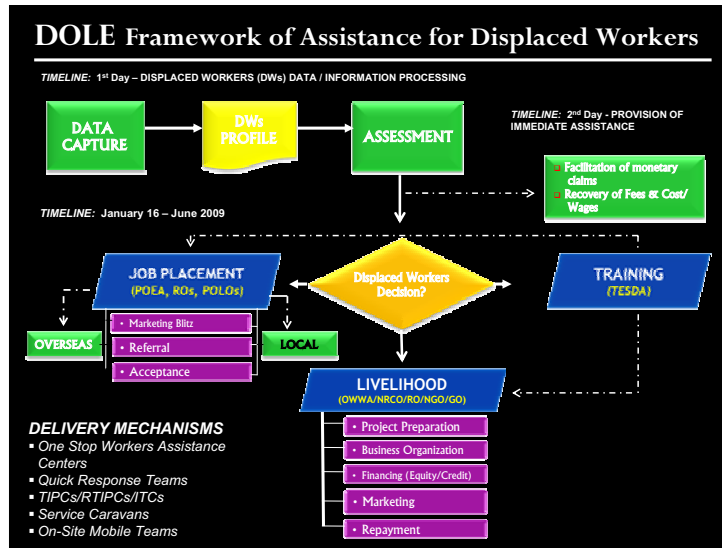 DOLE Framework of Assistance for Displaced Workers
TIMELINE: 1st Day – DISPLACED WORKERS (DWs) DATA / INFORMATION PROCESSING
DATA
CAPTURE
DWs
PROFILE
ASSESSMENT
TIMELINE: 2nd Day - PROVISION OF
IMMEDIATE ASSISTANCE
Facilitation of monetary
claims
Recovery of Fees & Cost/
Wages
TIMELINE: January 16 – June 2009
JOB PLACEMENT
(POEA, ROs, POLOs)
Displaced Workers
Decision?
TRAINING
(TESDA)
OVERSEAS
• Marketing Blitz
• Referral
• Acceptance
LOCAL
LIVELIHOOD
(OWWA/NRCO/RO/NGO/GO)
• Project Preparation
• Business Organization
• Financing (Equity/Credit)
• Marketing
• Repayment
DELIVERY MECHANISMS
▪ One Stop Workers Assistance
Centers
▪ Quick Response Teams
▪ TIPCs/RTIPCs/ITCs
▪ Service Caravans
▪ On-Site Mobile Teams